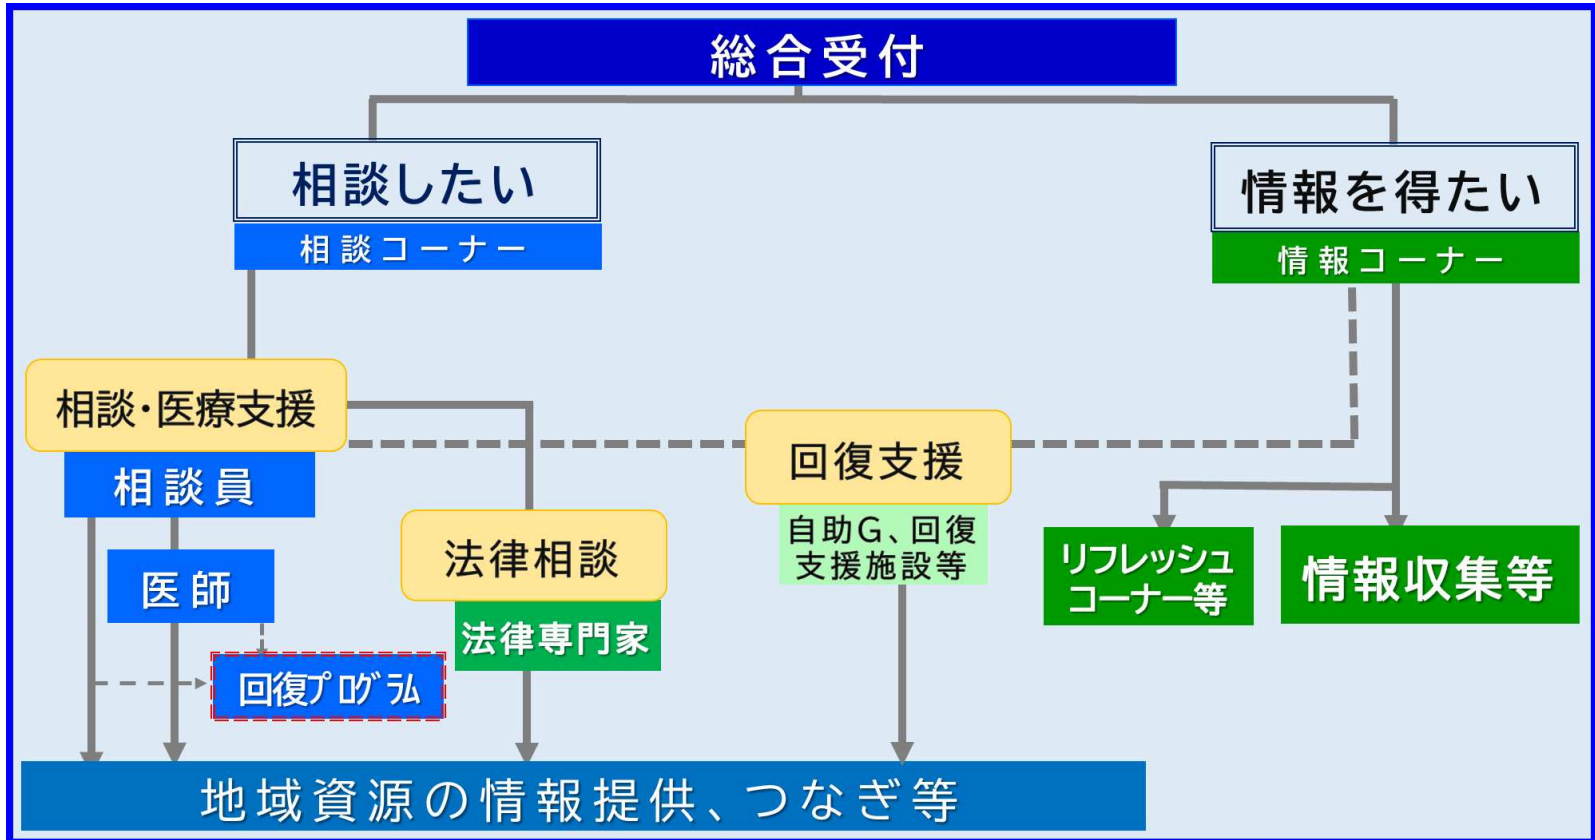 総合受付
相談したい
相談コーナー
情報を得たい
情報コーナー
相談・医療支援
相談員
医師
回復プログラム
法律相談
法律専門家
回復支援
自助G、回復
支援施設等
リフレッシュ
コーナー等
情報収集等
地域資源の情報提供、つなぎ等